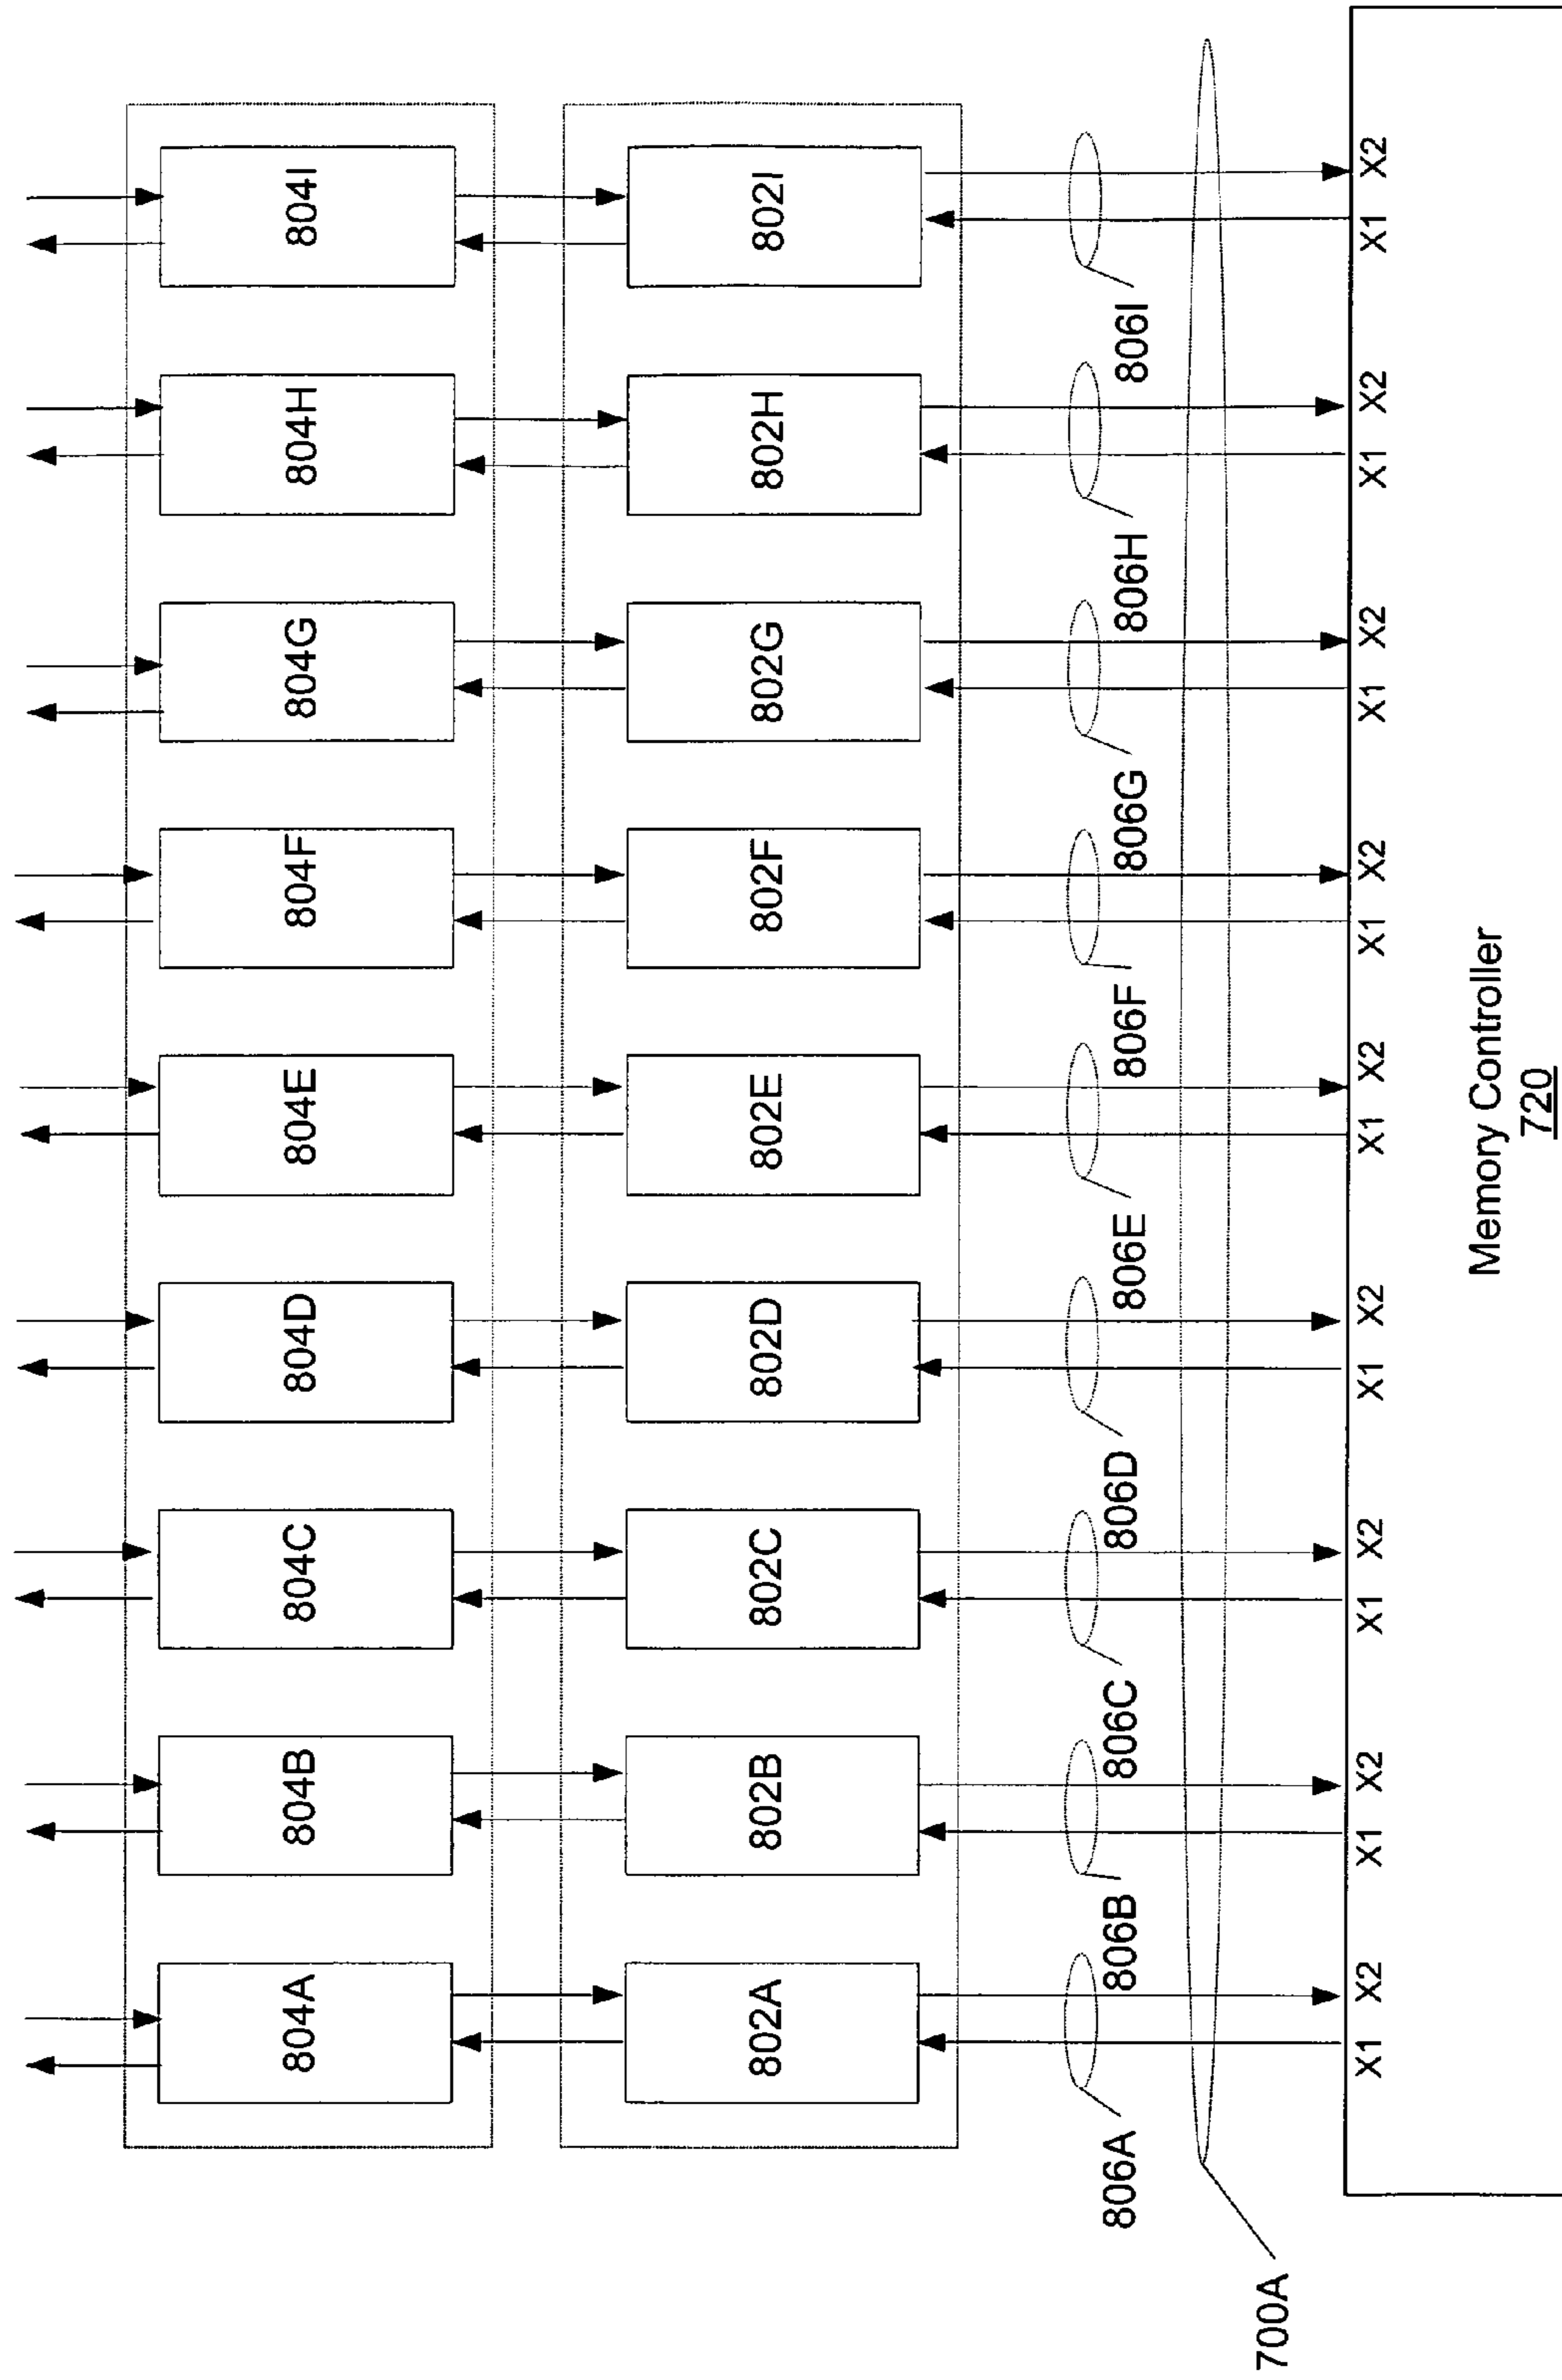 804A
804B
804C
804D
804E
804F
804G
804H
804I
802A
802B
802C
802D
802E
802F
802G
802H
802I
806A
806B
806C
806D
806E
806F
806G
806H
806I
700A
X1 X2 X1 X2 X1 X2 X1 X2 X1 X2 X1 X2 X1 X2 X1 X2 X1 X2
Memory Controller
720